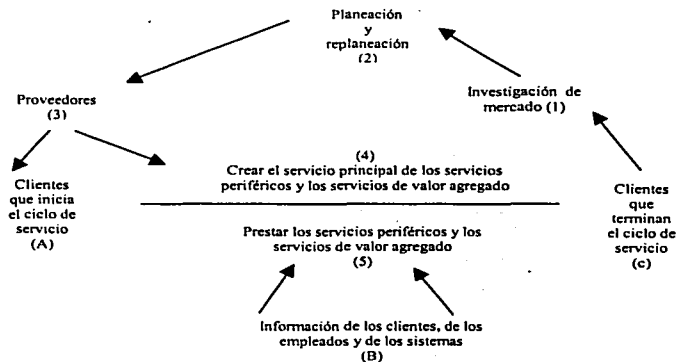 Planeación
y
replaneación
(2)
Investigación de
mercado (1)
Proveedores
(3)
(4)
Crear el servicio principal de los servicios
periféricos y los servicios de valor agregado
Clientes
que inicia
el ciclo de
servicio
(A)
Clientes
que
terminan
el ciclo de
servicio
(c)
Prestar los servicios periféricos y los
servicios de valor agregado
(5)
Información de los clientes, de los
empleados y de los sistemas
(B)